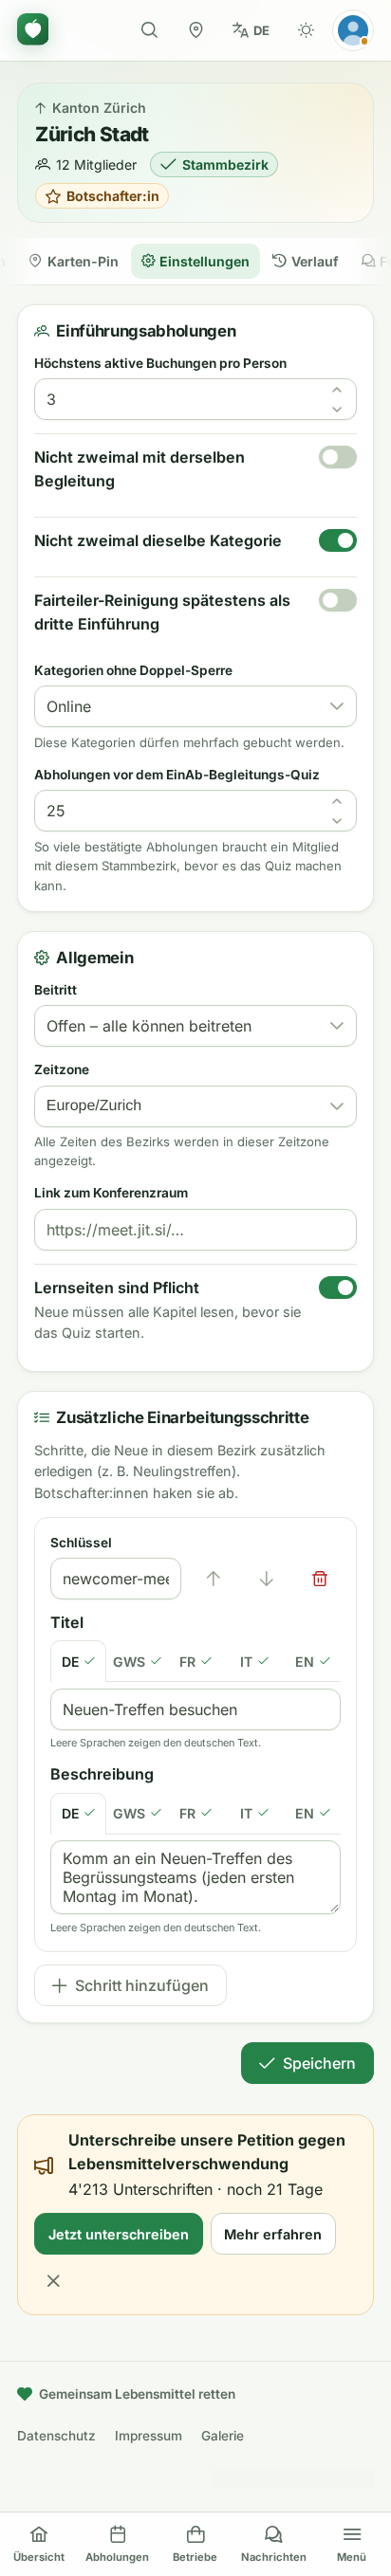 DE
Kanton Zürich
Zürich Stadt
12 Mitglieder
Stammbezirk
Botschafter:in
Karten-Pin
Einstellungen
Verlauf
Einführungsabholungen
Höchstens aktive Buchungen pro Person
3
Nicht zweimal mit derselben
Begleitung
Nicht zweimal dieselbe Kategorie
Fairteiler-Reinigung spätestens als
dritte Einführung
Kategorien ohne Doppel-Sperre
Online
Diese Kategorien dürfen mehrfach gebucht werden.
Abholungen vor dem EinAb-Begleitungs-Quiz
25
So viele bestätigte Abholungen braucht ein Mitglied
mit diesem Stammbezirk, bevor es das Quiz machen
kann.
Allgemein
Beitritt
Offen – alle können beitreten
Zeitzone
Europe/Zurich
Alle Zeiten des Bezirks werden in dieser Zeitzone
angezeigt.
Link zum Konferenzraum
https://meet.jit.si/...
Lernseiten sind Pflicht
Neue müssen alle Kapitel lesen, bevor sie
das Quiz starten.
Zusätzliche Einarbeitungsschritte
Schritte, die Neue in diesem Bezirk zusätzlich
erledigen (z. B. Neulingstreffen).
Botschafter:innen haken sie ab.
Schlüssel
newcomer-mee
Titel
DE GWS FR IT EN
Neuen-Treffen besuchen
Leere Sprachen zeigen den deutschen Text.
Beschreibung
DE GWS FR IT EN
Komm an ein Neuen-Treffen des
Begrüssungsteams (jeden ersten
Montag im Monat).
Leere Sprachen zeigen den deutschen Text.
Schritt hinzufügen
Speichern
Unterschreibe unsere Petition gegen
Lebensmittelverschwendung
4'213 Unterschriften · noch 21 Tage
Jetzt unterschreiben
Mehr erfahren
Gemeinsam Lebensmittel retten
Datenschutz Impressum Galerie
Übersicht Abholungen Betriebe Nachrichten Menü